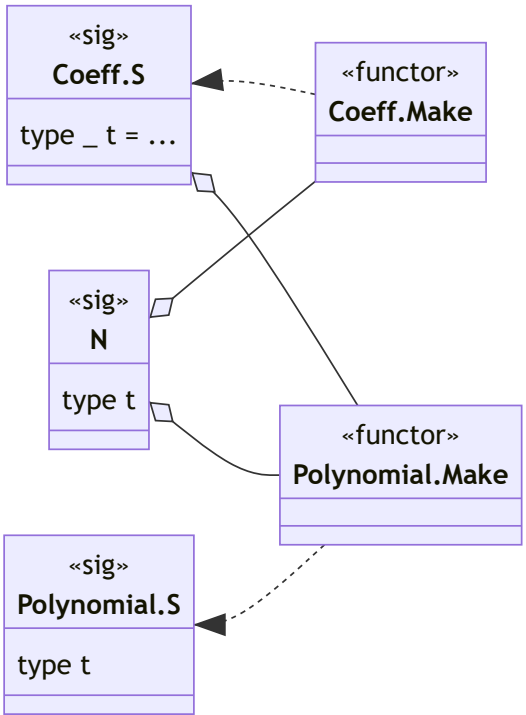 «sig»
Coeff.S
type _ t = ...
«functor»
Coeff.Make
«sig»
N
type t
«functor»
Polynomial.Make
«sig»
Polynomial.S
type t